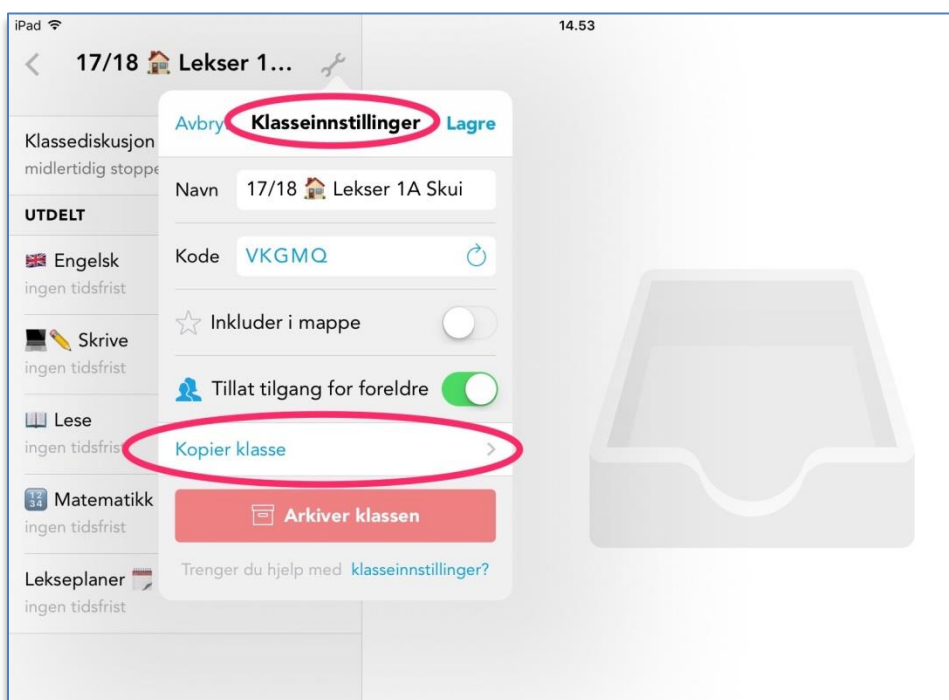 iPad
14.53
17/18 🏠 Lekser 1...
Klassediskusjon
midlertidig stoppe
UTDELT
🇬🇧 Engelsk
ingen tidsfrist
💻✏️ Skrive
ingen tidsfrist
📖 Lese
ingen tidsfris
🔢 Matematikk
ingen tidsfrist
Lekseplaner 🗓
ingen tidsfrist
Avbry
Klasseinnstillinger
Lagre
Navn 17/18 🏠 Lekser 1A Skui
Kode VKGMQ
Inkluder i mappe
Tillat tilgang for foreldre
Kopier klasse
Arkiver klassen
Trenger du hjelp med klasseinnstillinger?